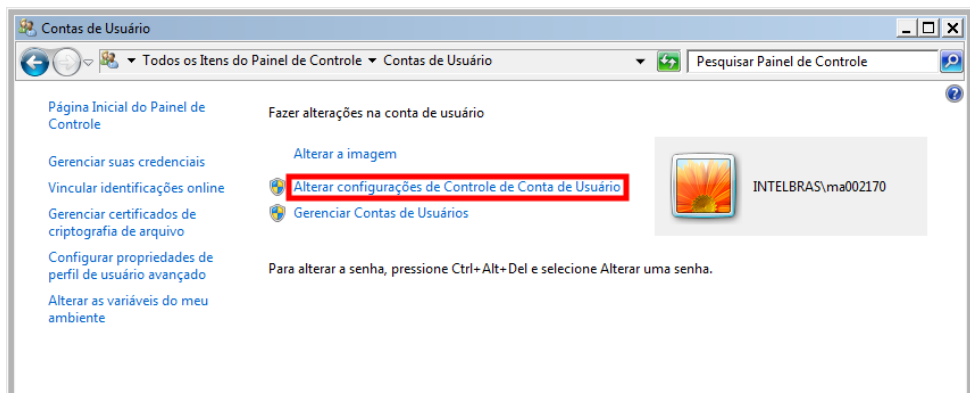 Contas de Usuário
Todos os Itens do Painel de Controle
Contas de Usuário
Pesquisar Painel de Controle
Página Inicial do Painel de
Controle
Gerenciar suas credenciais
Vincular identificações online
Gerenciar certificados de
criptografia de arquivo
Configurar propriedades de
perfil de usuário avançado
Alterar as variáveis do meu
ambiente
Fazer alterações na conta de usuário
Alterar a imagem
Alterar configurações de Controle de Conta de Usuário
Gerenciar Contas de Usuários
INTELBRAS\ma002170
Para alterar a senha, pressione Ctrl+Alt+Del e selecione Alterar uma senha.